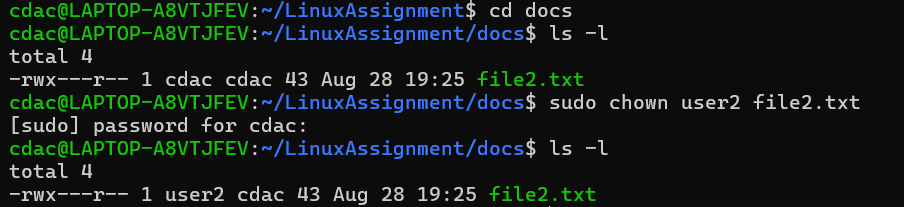 cdac@LAPTOP-A8VTJFEV:~/LinuxAssignment$ cd docs
cdac@LAPTOP-A8VTJFEV:~/LinuxAssignment/docs$ ls -l
total 4
-rwx---r-- 1 cdac cdac 43 Aug 28 19:25 file2.txt
cdac@LAPTOP-A8VTJFEV:~/LinuxAssignment/docs$ sudo chown user2 file2.txt
[sudo] password for cdac:
cdac@LAPTOP-A8VTJFEV:~/LinuxAssignment/docs$ ls -l
total 4
-rwx---r-- 1 user2 cdac 43 Aug 28 19:25 file2.txt